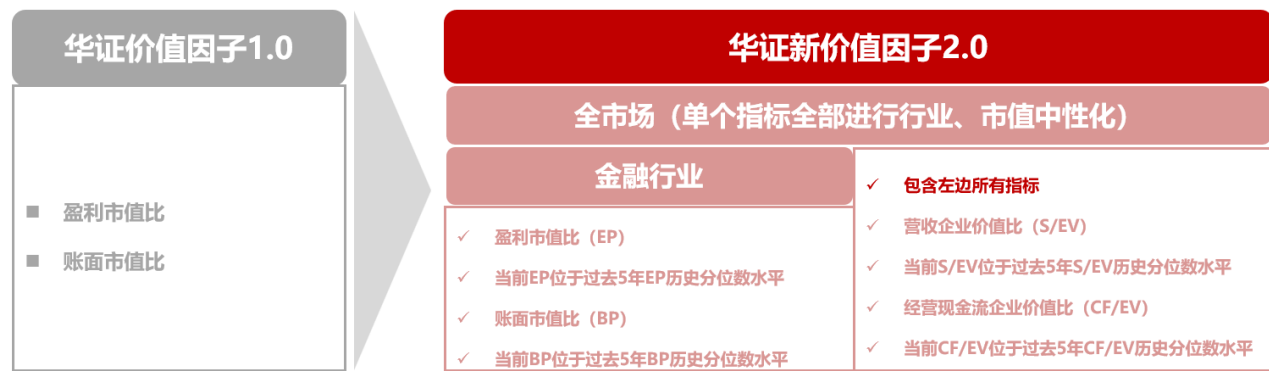 华证价值因子1.0
盈利市值比
账面市值比
华证新价值因子2.0
全市场（单个指标全部进行行业、市值中性化）
金融行业
盈利市值比（EP）
当前EP位于过去5年EP历史分位数水平
账面市值比（BP）
当前BP位于过去5年BP历史分位数水平
包含左边所有指标
营收企业价值比（S/EV）
当前S/EV位于过去5年S/EV历史分位数水平
经营现金流企业价值比（CF/EV）
当前CF/EV位于过去5年CF/EV历史分位数水平